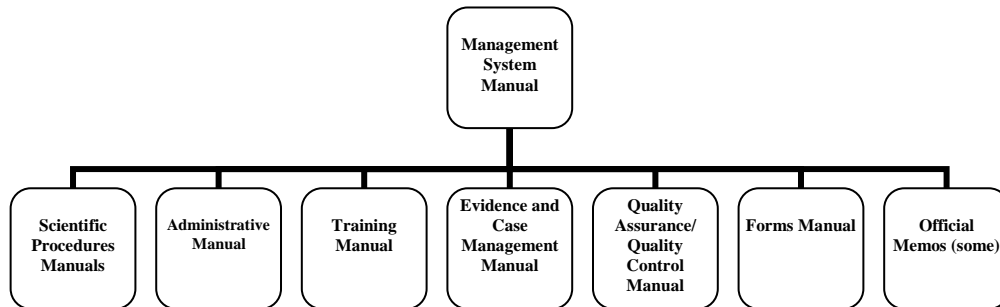 Management
System
Manual
Scientific
Procedures
Manuals
Administrative
Manual
Training
Manual
Evidence and
Case
Management
Manual
Quality
Assurance/
Quality
Control
Manual
Forms Manual
Official
Memos (some)